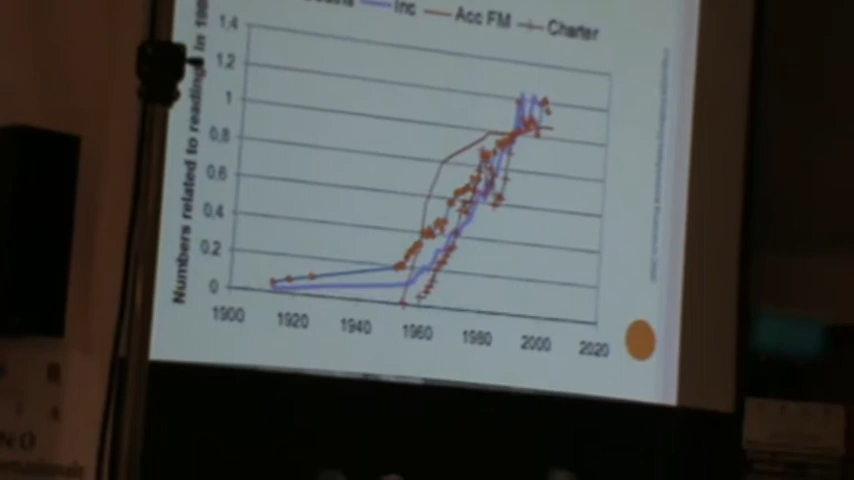 Inc Acc FM Charter
Numbers related to reading in
1,4
1,2
1
0,8
0,6
0,4
0,2
0
1900 1920 1940 1960 1980 2000 2020
NO